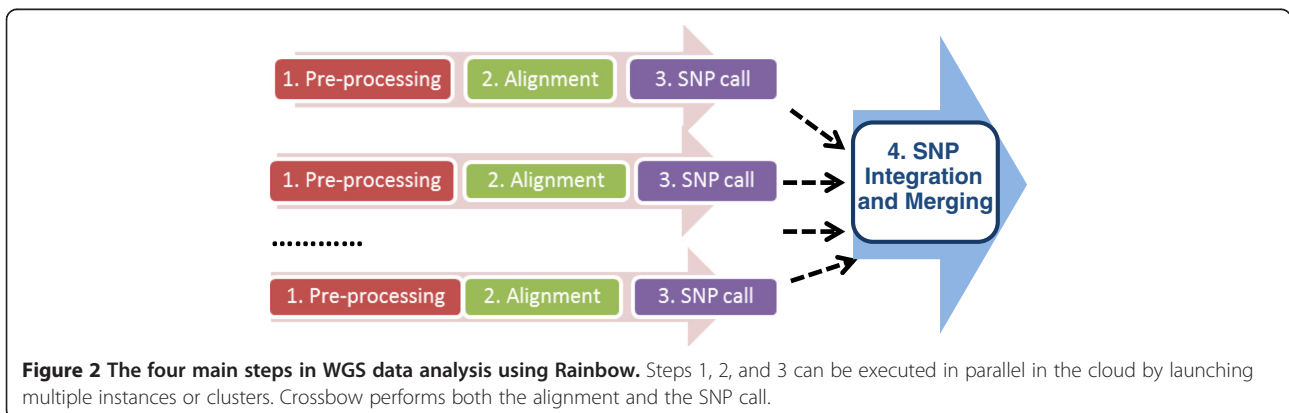 1. Pre-processing 2. Alignment 3. SNP call
1. Pre-processing 2. Alignment 3. SNP call
............
1. Pre-processing 2. Alignment 3. SNP call
4. SNP
Integration
and Merging
Figure 2 The four main steps in WGS data analysis using Rainbow. Steps 1, 2, and 3 can be executed in parallel in the cloud by launching
multiple instances or clusters. Crossbow performs both the alignment and the SNP call.